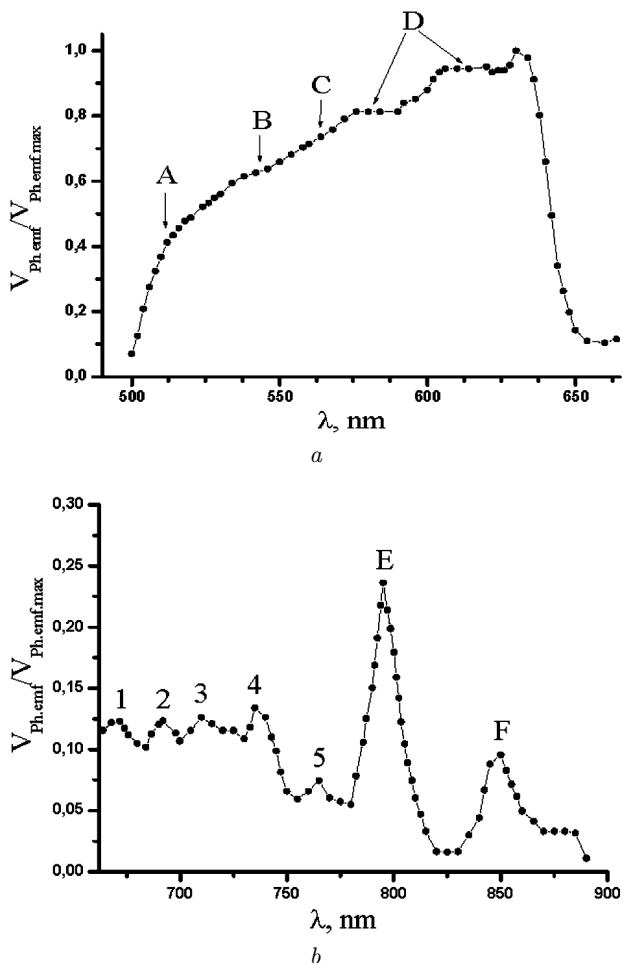 D
C
B
A
V_Ph.emf/V_Ph.emf.max
1,0
0,8
0,6
0,4
0,2
0,0
500 550 600 650
λ, nm
a
0,30
0,25
0,20
0,15
0,10
0,05
0,00
V_Ph.emf/V_Ph.emf.max
E
1 2 3 4
5
F
700 750 800 850 900
λ, nm
b